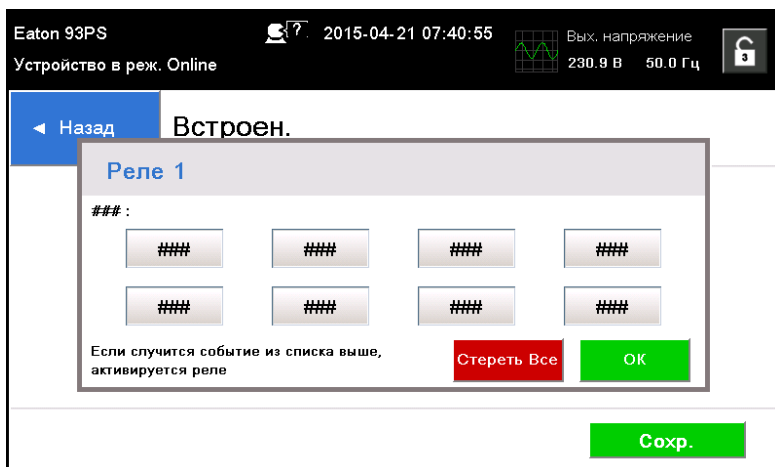 Eaton 93PS
? 2015-04-21 07:40:55
Вых. напряжение
Устройство в реж. Online
230.9 В 50.0 Гц
3
◄ Назад
Встроен.
Реле 1
### :
### ### ### ###
### ### ### ###
Если случится событие из списка выше,
активируется реле
Стереть Все
ОК
Сохр.